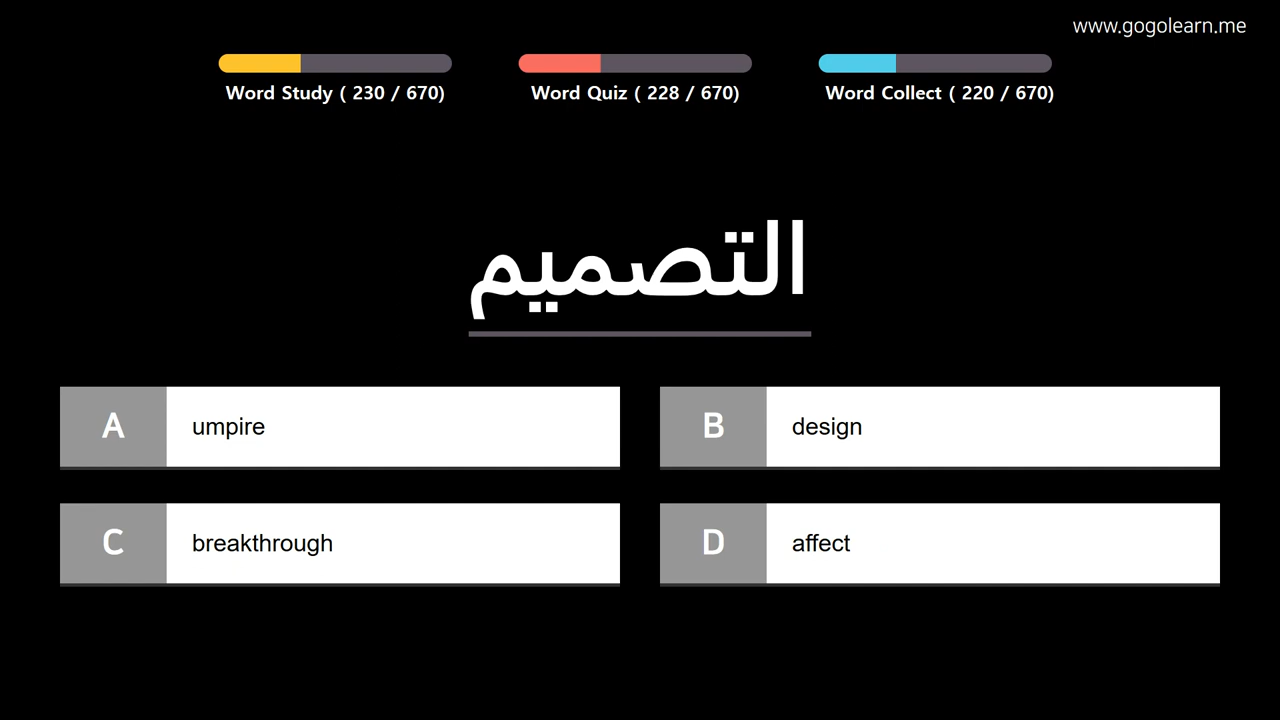 www.gogolearn.me
Word Study ( 230 / 670)
Word Quiz ( 228 / 670)
Word Collect ( 220 / 670)
التصميم
A umpire
B design
C breakthrough
D affect